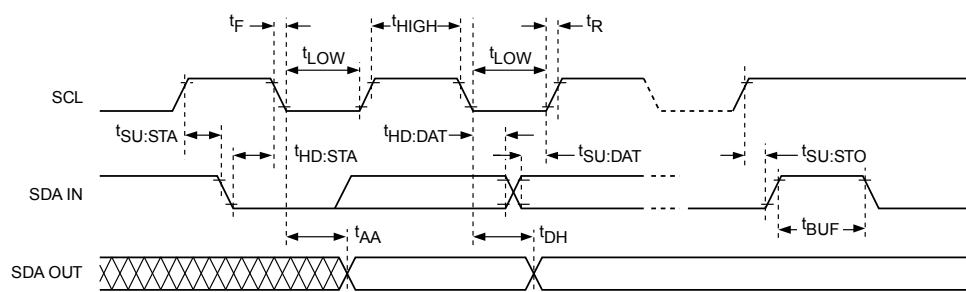 tF
tHIGH
tR
tLOW
tLOW
SCL
tSU:STA
tHD:STA
tHD:DAT
tSU:DAT
tSU:STO
SDA IN
tBUF
tAA
tDH
SDA OUT